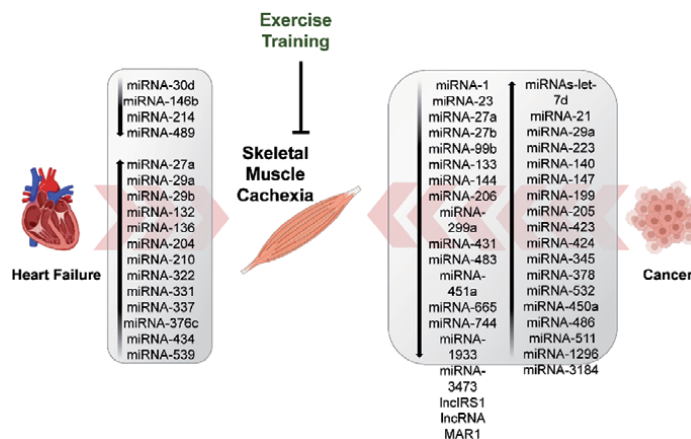 Exercise
Training
miRNA-30d
miRNA-146b
miRNA-214
miRNA-489
miRNA-27a
miRNA-29a
miRNA-29b
miRNA-132
miRNA-136
miRNA-204
miRNA-210
miRNA-322
miRNA-331
miRNA-337
miRNA-376c
miRNA-434
miRNA-539
Heart Failure
Skeletal
Muscle
Cachexia
miRNA-1
miRNA-23
miRNA-27a
miRNA-27b
miRNA-99b
miRNA-133
miRNA-144
miRNA-206
miRNA-
299a
miRNA-431
miRNA-483
miRNA-
451a
miRNA-665
miRNA-744
miRNA-
1933
miRNA-
3473
lncIRS1
lncRNA
MAR1
miRNAs-let-
7d
miRNA-21
miRNA-29a
miRNA-223
miRNA-140
miRNA-147
miRNA-199
miRNA-205
miRNA-423
miRNA-424
miRNA-345
miRNA-378
miRNA-532
miRNA-450a
miRNA-486
miRNA-511
miRNA-1296
miRNA-3184
Cancer